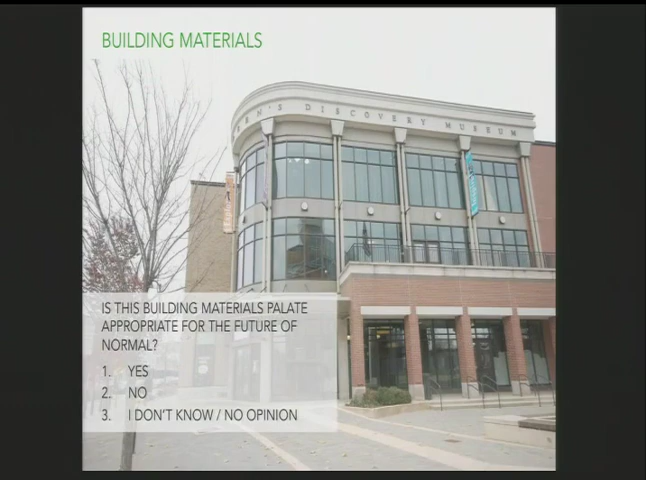 BUILDING MATERIALS
DISCOVERY MUSEUM
IS THIS BUILDING MATERIALS PALATE
APPROPRIATE FOR THE FUTURE OF
NORMAL?
1. YES
2. NO
3. I DON'T KNOW / NO OPINION